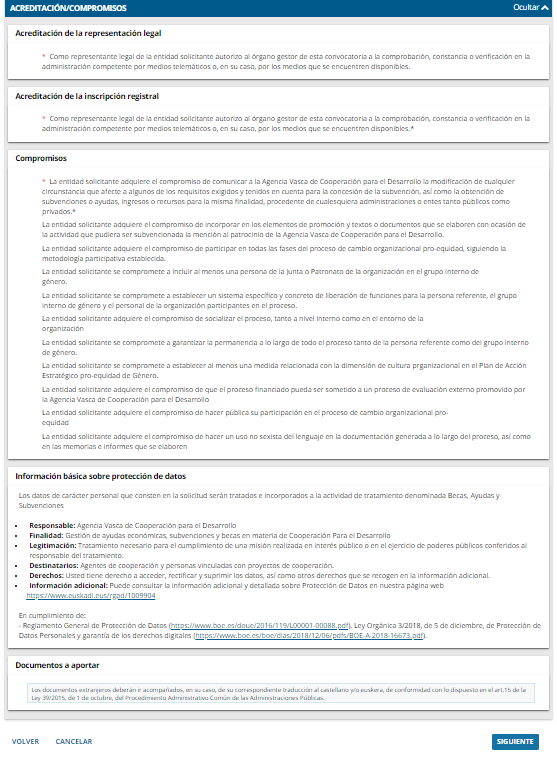 ACREDITACIÓN/COMPROMISOS
Ocultar
Acreditación de la representación legal
* Como representante legal de la entidad solicitante autorizo al órgano gestor de esta convocatoria a la comprobación, constancia o verificación en la
administración competente por medios telemáticos o, en su caso, por los medios que se encuentren disponibles.
Acreditación de la inscripción registral
* Como representante legal de la entidad solicitante autorizo al órgano gestor de esta convocatoria a la comprobación, constancia o verificación en la
administración competente por medios telemáticos o, en su caso, por los medios que se encuentren disponibles.*
Compromisos
* La entidad solicitante adquiere el compromiso de comunicar a la Agencia Vasca de Cooperación para el Desarrollo la modificación de cualquier
circunstancia que afecte a algunos de los requisitos exigidos y tenidos en cuenta para la concesión de la subvención, así como la obtención de
subvenciones o ayudas, ingresos o recursos para la misma finalidad, procedente de cualesquiera administraciones o entes tanto públicos como
privados.*
La entidad solicitante adquiere el compromiso de incorporar en los elementos de promoción y textos o documentos que se elaboren con ocasión de
la actividad que pudiera ser subvencionada la mención al patrocinio de la Agencia Vasca de Cooperación para el Desarrollo.
La entidad solicitante adquiere el compromiso de participar en todas las fases del proceso de cambio organizacional pro-equidad, siguiendo la
metodología participativa establecida.
La entidad solicitante se compromete a incluir al menos una persona de la Junta o Patronato de la organización en el grupo interno de
género.
La entidad solicitante se compromete a establecer un sistema específico y concreto de liberación de funciones para la persona referente, el grupo
interno de género y el personal de la organización participantes en el proceso.
La entidad solicitante adquiere el compromiso de socializar el proceso, tanto a nivel interno como en el entorno de la
organización
La entidad solicitante se compromete a garantizar la permanencia a lo largo de todo el proceso tanto de la persona referente como del grupo interno
de género.
La entidad solicitante se compromete a establecer al menos una medida relacionada con la dimensión de cultura prganizacional en el Plan de Acción
Estratégico pro-equidad de Género.
La entidad solicitante adquiere el compromiso de que el proceso financiado pueda ser sometido a un proceso de evaluación externo promovido por
la Agencia Vasca de Cooperación para el Desarrollo
La entidad solicitante adquiere el compromiso de hacer pública su participación en el proceso de cambio organizacional pro-
equidad
La entidad solicitante adquiere el compromiso de hacer un uso no sexista del lenguaje en la documentación generada a lo largo del proceso, así como
en las memorias e informes que se elaboren
Información básica sobre protección de datos
Los datos de carácter personal que consten en la solicitud serán tratados e incorporados a la actividad de tratamiento denominada Becas, Ayudas y
Subvenciones
• Responsable: Agencia Vasca de Cooperación para el Desarrollo
• Finalidad: Gestión de ayudas económicas, subvenciones y becas en materia de Cooperación Para el Desarrollo
• Legitimación: Tratamiento necesario para el cumplimiento de una misión realizada en interés público o en el ejercicio de poderes públicos conferidos al
responsable del tratamiento.
• Destinatarios: Agentes de cooperación y personas vinculadas con proyectos de cooperación.
• Derechos: Usted tiene derecho a acceder, rectificar y suprimir los datos, así como otros derechos que se recogen en la información adicional.
• Información adicional: Puede consultar la información adicional y detallada sobre Protección de Datos en nuestra página web
https://www.euskadi.eus/rgpd/1009904
En cumplimiento de:
- Reglamento General de Protección de Datos (https://www.boe.es/doue/2016/119/L00001-00088.pdf). Ley Orgánica 3/2018, de 5 de diciembre, de Protección de
Datos Personales y garantía de los derechos digitales (https://www.boe.es/boe/dias/2018/12/06/pdfs/BOE-A-2018-16673.pdf).
Documentos a aportar
Los documentos extranjeros deberán ir acompañados, en su caso, de su correspondiente traducción al castellano y/o euskera, de conformidad con lo dispuesto en el art.15 de la
Ley 39/2015, de 1 de octubre, del Procedimiento Administrativo Común de las Administraciones Públicas.
VOLVER
CANCELAR
SIGUIENTE